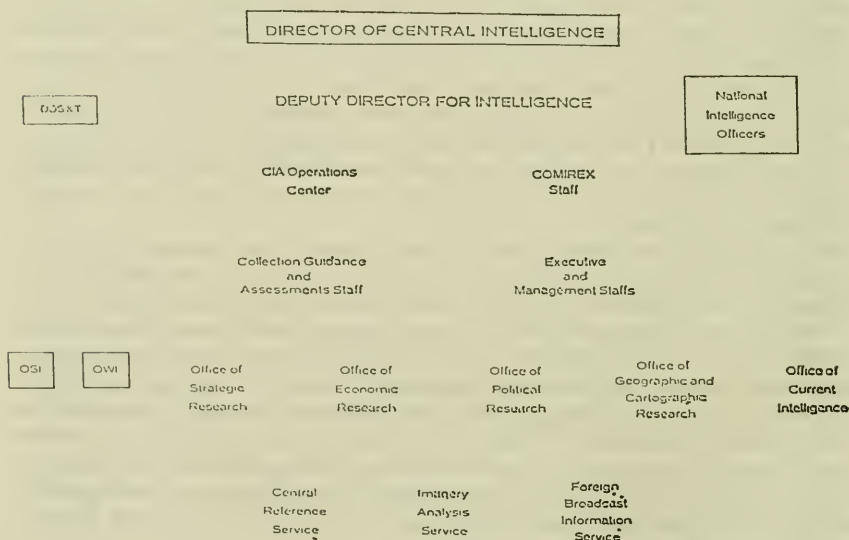 DIRECTOR OF CENTRAL INTELLIGENCE
DDS&T
DEPUTY DIRECTOR FOR INTELLIGENCE
National
Intelligence
Officers
CIA Operations
Center
COMIREX
Staff
Collection Guidance
and
Assessments Staff
Executive
and
Management Staffs
OSI
OWI
Office of
Strategic
Research
Office of
Economic
Research
Office of
Political
Research
Office of
Geographic and
Cartographic
Research
Office of
Current
Intelligence
Central
Reference
Service
Imagery
Analysis
Service
Foreign
Broadcast
Information
Service